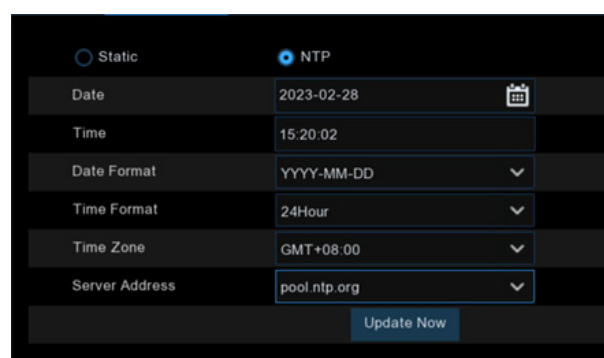 Static NTP
Date 2023-02-28
Time 15:20:02
Date Format YYYY-MM-DD
Time Format 24Hour
Time Zone GMT+08:00
Server Address pool.ntp.org
Update Now